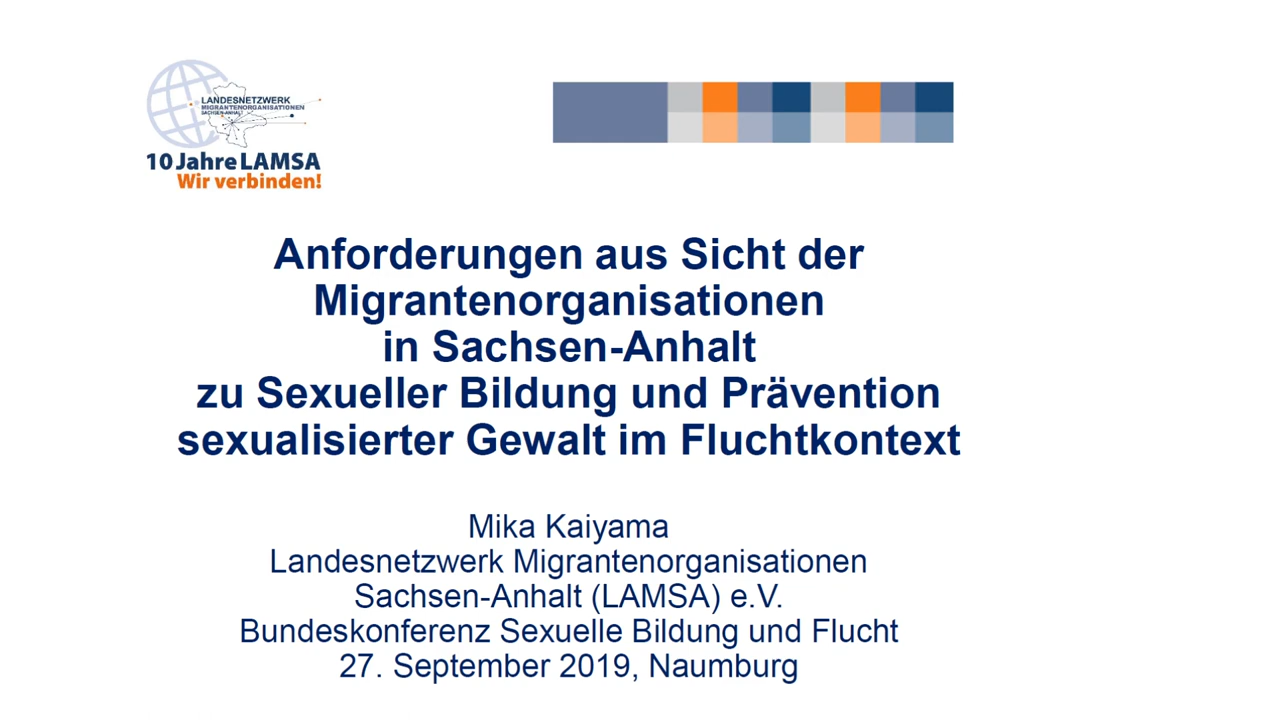 LANDESNETZWERK
MIGRANTENORGANISATIONEN
SACHSEN-ANHALT
10 Jahre LAMSA
Wir verbinden!
Anforderungen aus Sicht der
Migrantenorganisationen
in Sachsen-Anhalt
zu Sexueller Bildung und Prävention
sexualisierter Gewalt im Fluchtkontext
Mika Kaiyama
Landesnetzwerk Migrantenorganisationen
Sachsen-Anhalt (LAMSA) e.V.
Bundeskonferenz Sexuelle Bildung und Flucht
27. September 2019, Naumburg